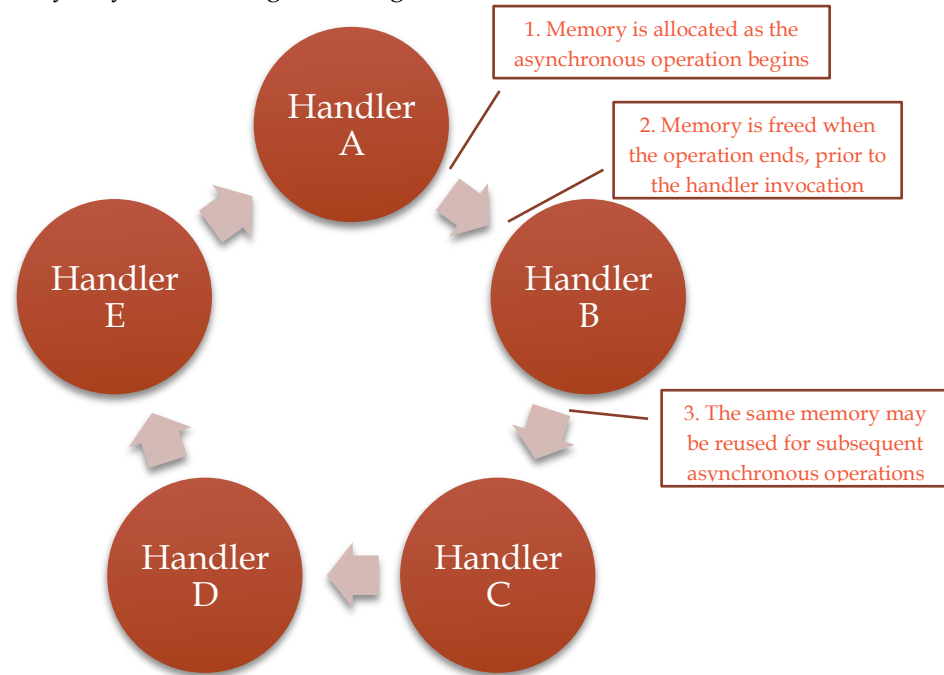 1. Memory is allocated as the
asynchronous operation begins
Handler
A
2. Memory is freed when
the operation ends, prior to
the handler invocation
Handler
E
Handler
B
3. The same memory may
be reused for subsequent
asynchronous operations
Handler
D
Handler
C